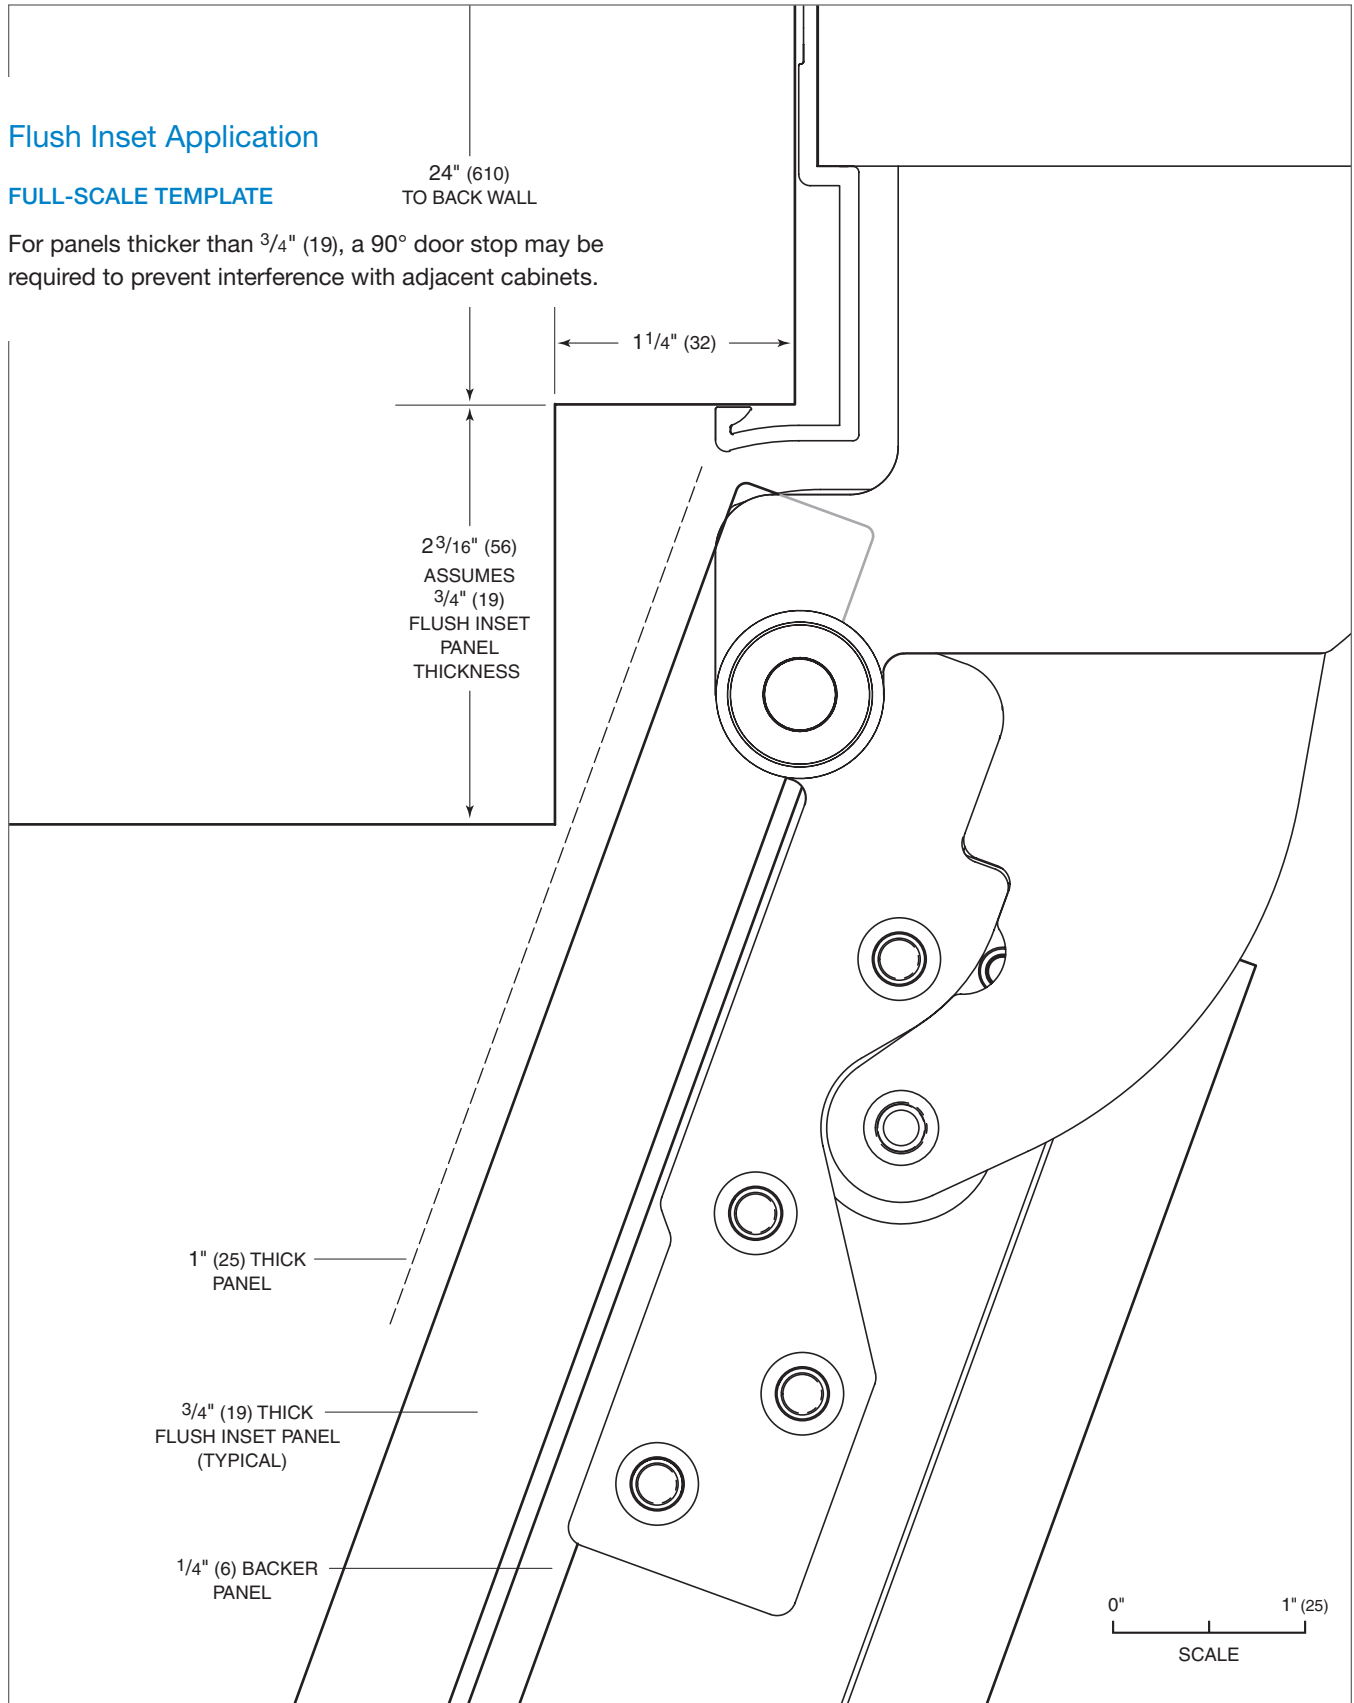 Flush Inset Application
FULL-SCALE TEMPLATE
For panels thicker than 3/4" (19), a 90° door stop may be
required to prevent interference with adjacent cabinets.
24" (610)
TO BACK WALL
1 1/4" (32)
2 3/16" (56)
ASSUMES
3/4" (19)
FLUSH INSET
PANEL
THICKNESS
1" (25) THICK
PANEL
3/4" (19) THICK
FLUSH INSET PANEL
(TYPICAL)
1/4" (6) BACKER
PANEL
0" 1" (25)
SCALE